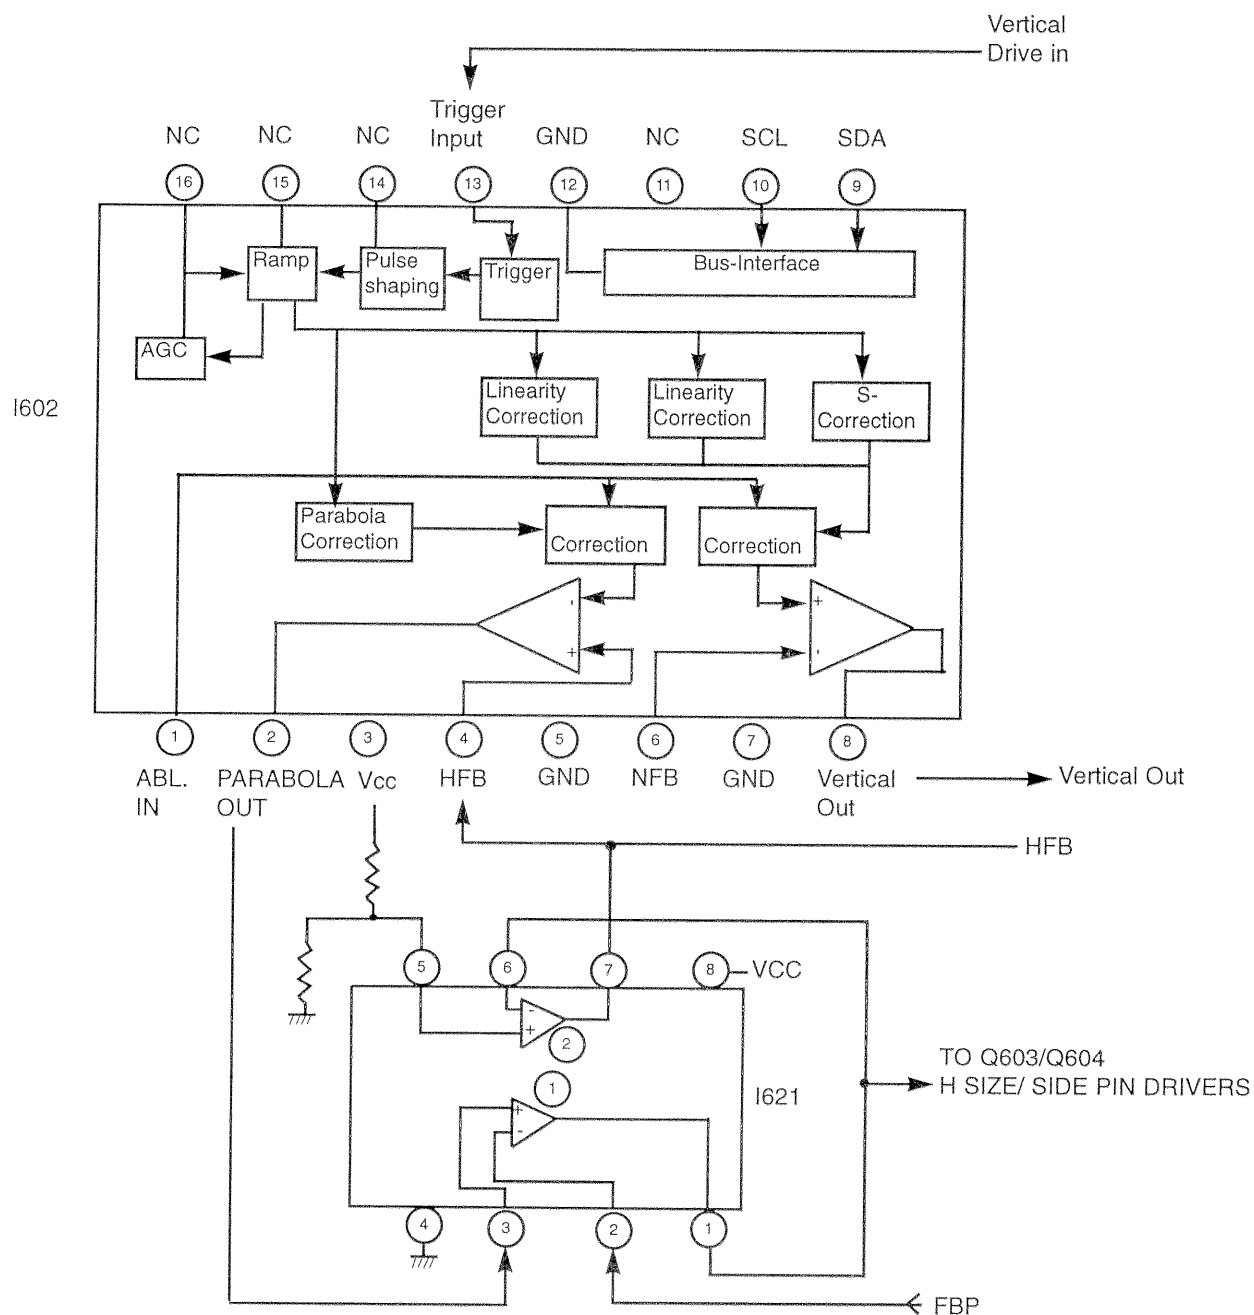 Vertical
Drive in
Trigger
Input
NC NC NC GND NC SCL SDA
16 15 14 13 12 11 10 9
Ramp
Pulse
shaping
Trigger
Bus-Interface
AGC
I602
Linearity
Correction
Linearity
Correction
S-
Correction
Parabola
Correction
Correction
Correction
-
+
+
-
1 2 3 4 5 6 7 8
ABL.
IN
PARABOLA
OUT
Vcc
HFB
GND
NFB
GND
Vertical
Out
Vertical Out
HFB
5 6 7 8
VCC
-
+
2
1
+
-
I621
TO Q603/Q604
H SIZE/ SIDE PIN DRIVERS
4 3 2 1
FBP